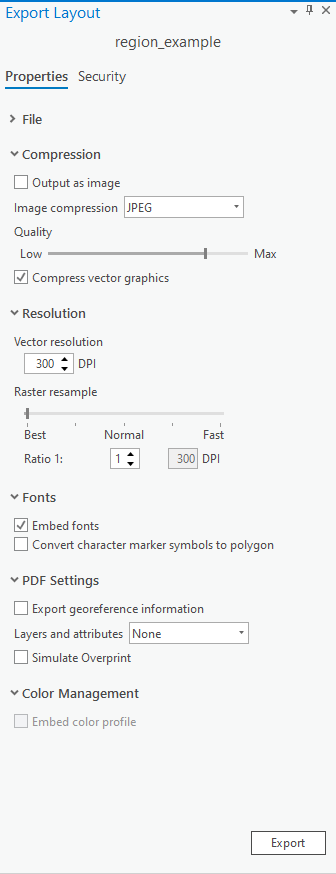 Export Layout
region_example
Properties Security
File
Compression
Output as image
Image compression JPEG
Quality
Low Max
Compress vector graphics
Resolution
Vector resolution
300 DPI
Raster resample
Best Normal Fast
Ratio 1: 1 300 DPI
Fonts
Embed fonts
Convert character marker symbols to polygon
PDF Settings
Export georeference information
Layers and attributes None
Simulate Overprint
Color Management
Embed color profile
Export